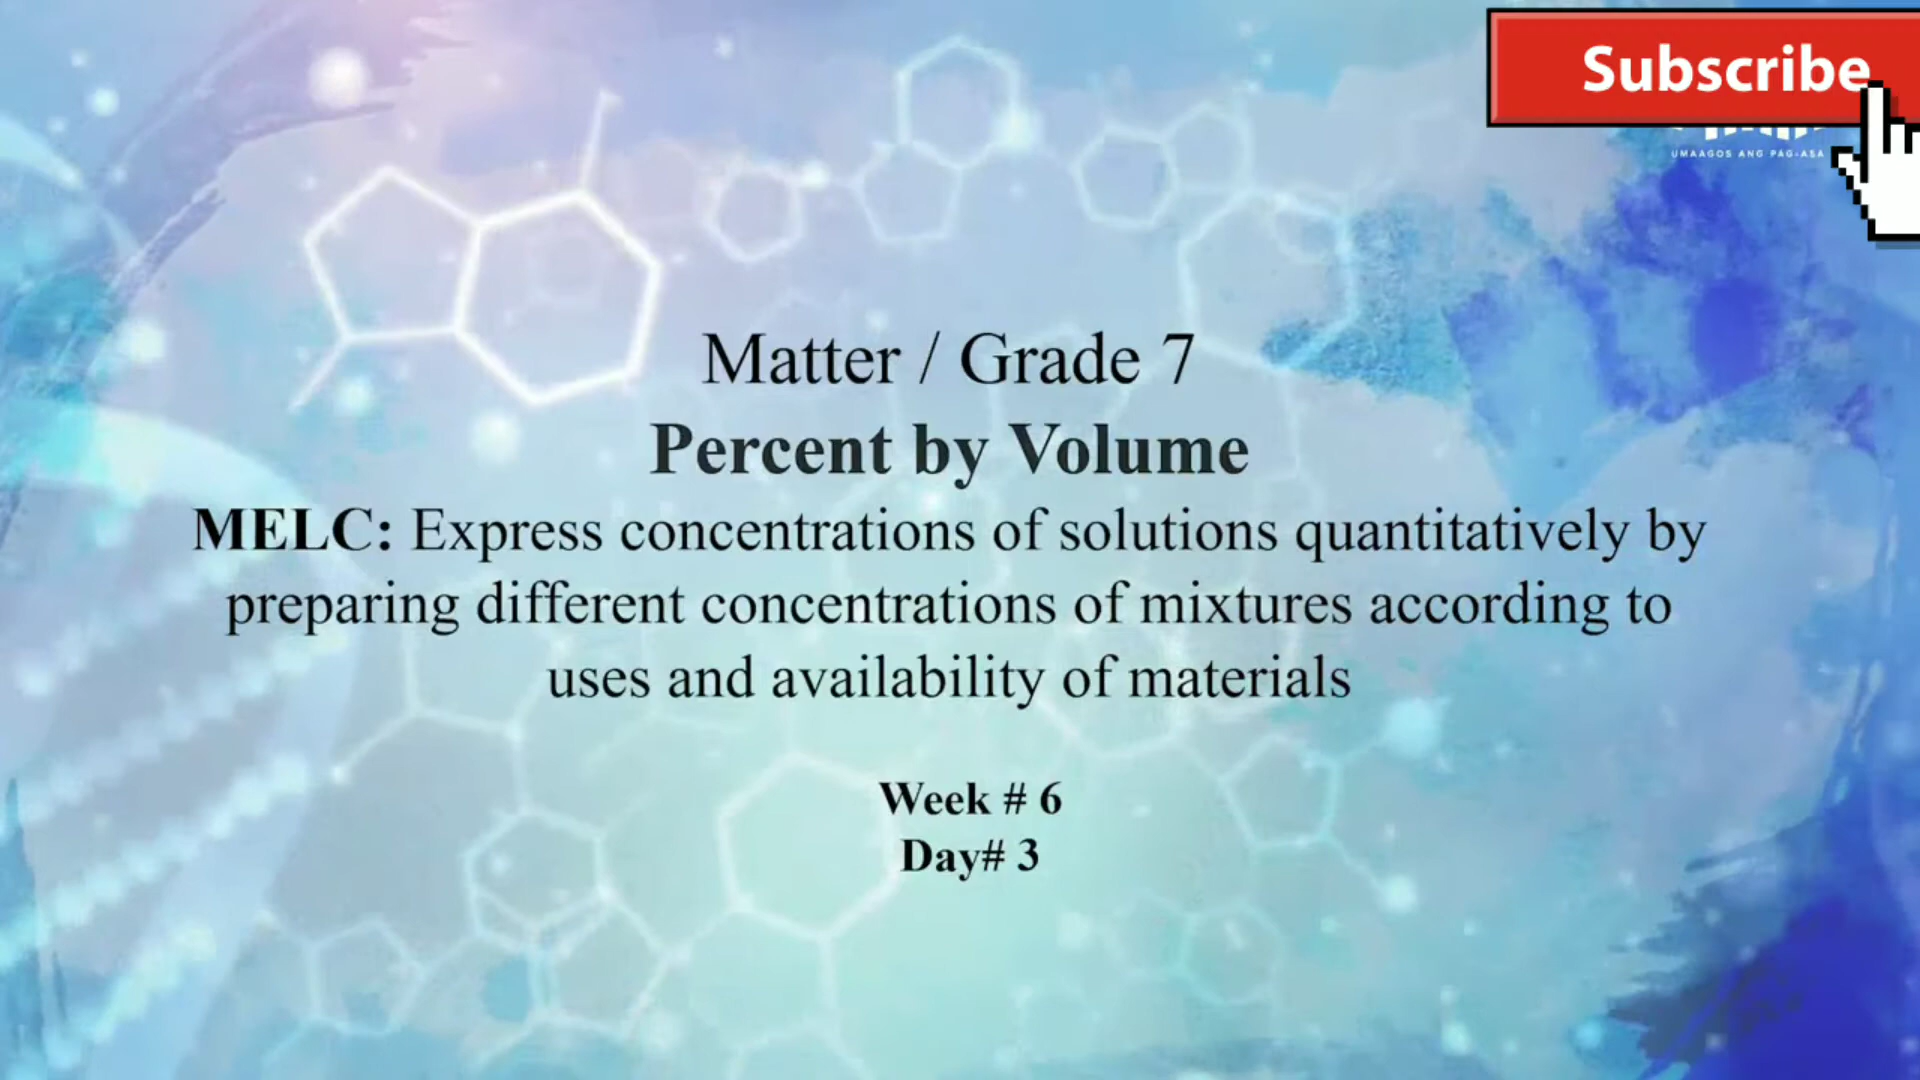 Subscribe
UMAAGOS ANG PAG-ASA
Matter / Grade 7
Percent by Volume
MELC: Express concentrations of solutions quantitatively by
preparing different concentrations of mixtures according to
uses and availability of materials
Week # 6
Day# 3